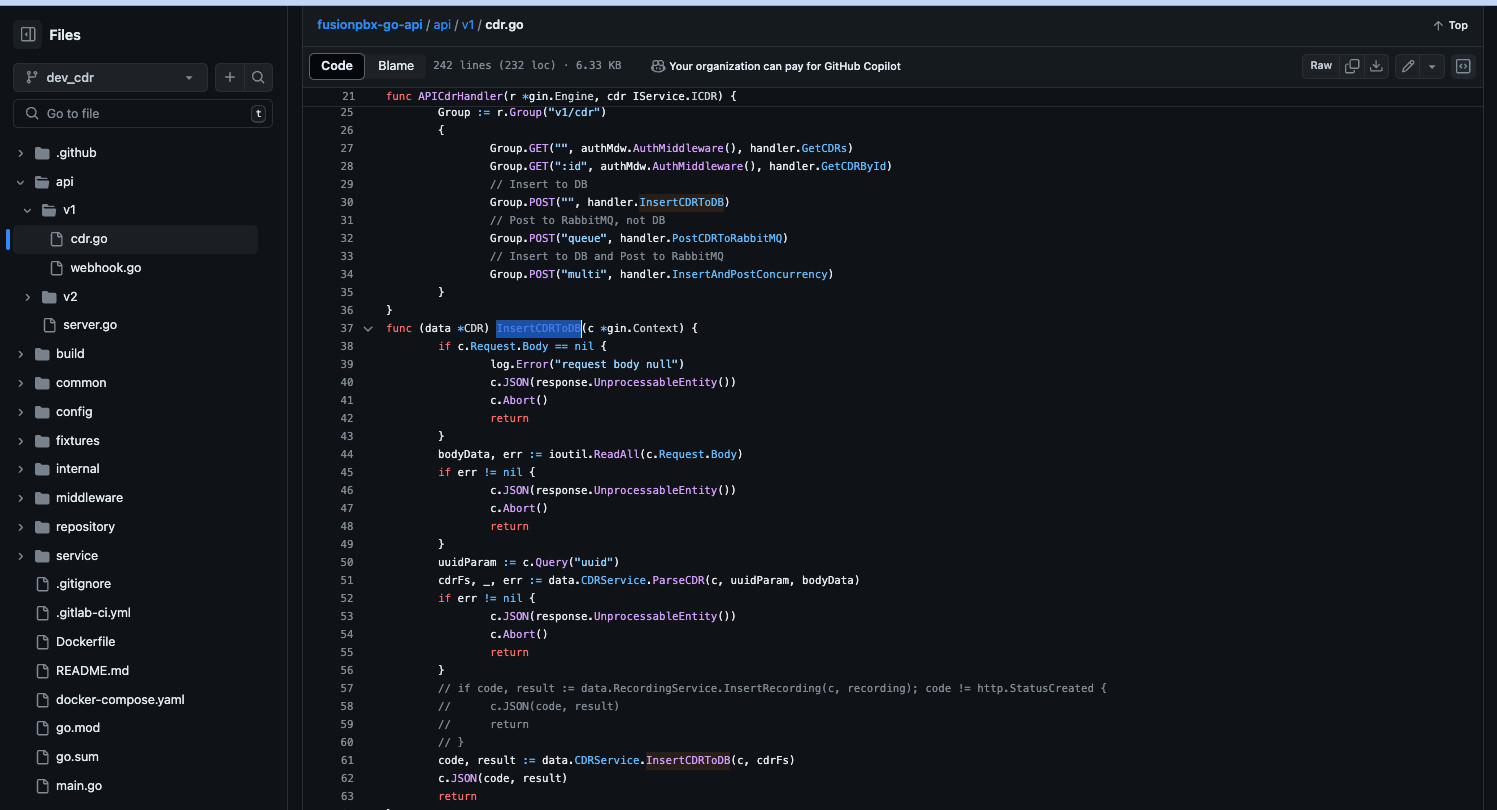 Files
dev_cdr
Go to file
t
.github
api
v1
cdr.go
webhook.go
v2
server.go
build
common
config
fixtures
internal
middleware
repository
service
.gitignore
.gitlab-ci.yml
Dockerfile
README.md
docker-compose.yaml
go.mod
go.sum
main.go
fusionpbx-go-api / api / v1 / cdr.go
Top
Code Blame 242 lines (232 loc) · 6.33 KB Your organization can pay for GitHub Copilot Raw
21 func APICdrHandler(r *gin.Engine, cdr IService.ICDR) {
25 Group := r.Group("v1/cdr")
26 {
27 Group.GET("", authMdw.AuthMiddleware(), handler.GetCDRs)
28 Group.GET(":id", authMdw.AuthMiddleware(), handler.GetCDRById)
29 // Insert to DB
30 Group.POST("", handler.InsertCDRToDB)
31 // Post to RabbitMQ, not DB
32 Group.POST("queue", handler.PostCDRToRabbitMQ)
33 // Insert to DB and Post to RabbitMQ
34 Group.POST("multi", handler.InsertAndPostConcurrency)
35 }
36 }
37 func (data *CDR) InsertCDRToDB(c *gin.Context) {
38 if c.Request.Body == nil {
39 log.Error("request body null")
40 c.JSON(response.UnprocessableEntity())
41 c.Abort()
42 return
43 }
44 bodyData, err := ioutil.ReadAll(c.Request.Body)
45 if err != nil {
46 c.JSON(response.UnprocessableEntity())
47 c.Abort()
48 return
49 }
50 uuidParam := c.Query("uuid")
51 cdrFs, _, err := data.CDRService.ParseCDR(c, uuidParam, bodyData)
52 if err != nil {
53 c.JSON(response.UnprocessableEntity())
54 c.Abort()
55 return
56 }
57 // if code, result := data.RecordingService.InsertRecording(c, recording); code != http.StatusCreated {
58 // c.JSON(code, result)
59 // return
60 // }
61 code, result := data.CDRService.InsertCDRToDB(c, cdrFs)
62 c.JSON(code, result)
63 return